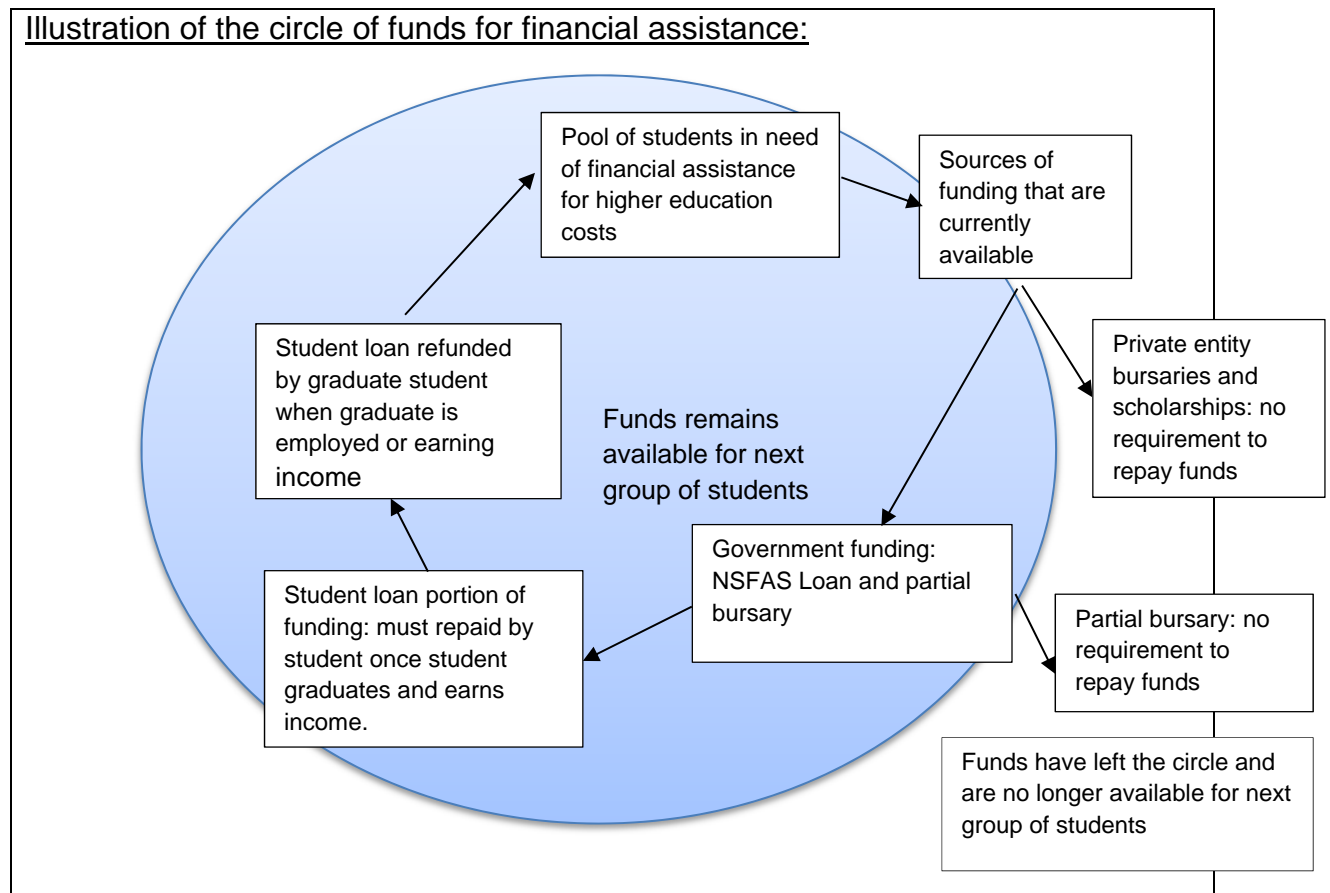 Illustration of the circle of funds for financial assistance:
Pool of students in need
of financial assistance
for higher education
costs
Sources of
funding that are
currently
available
Private entity
bursaries and
scholarships: no
requirement to
repay funds
Student loan refunded
by graduate student
when graduate is
employed or earning
income
Funds remains
available for next
group of students
Government funding:
NSFAS Loan and partial
bursary
Student loan portion of
funding: must repaid by
student once student
graduates and earns
income.
Partial bursary: no
requirement to
repay funds
Funds have left the circle and
are no longer available for next
group of students